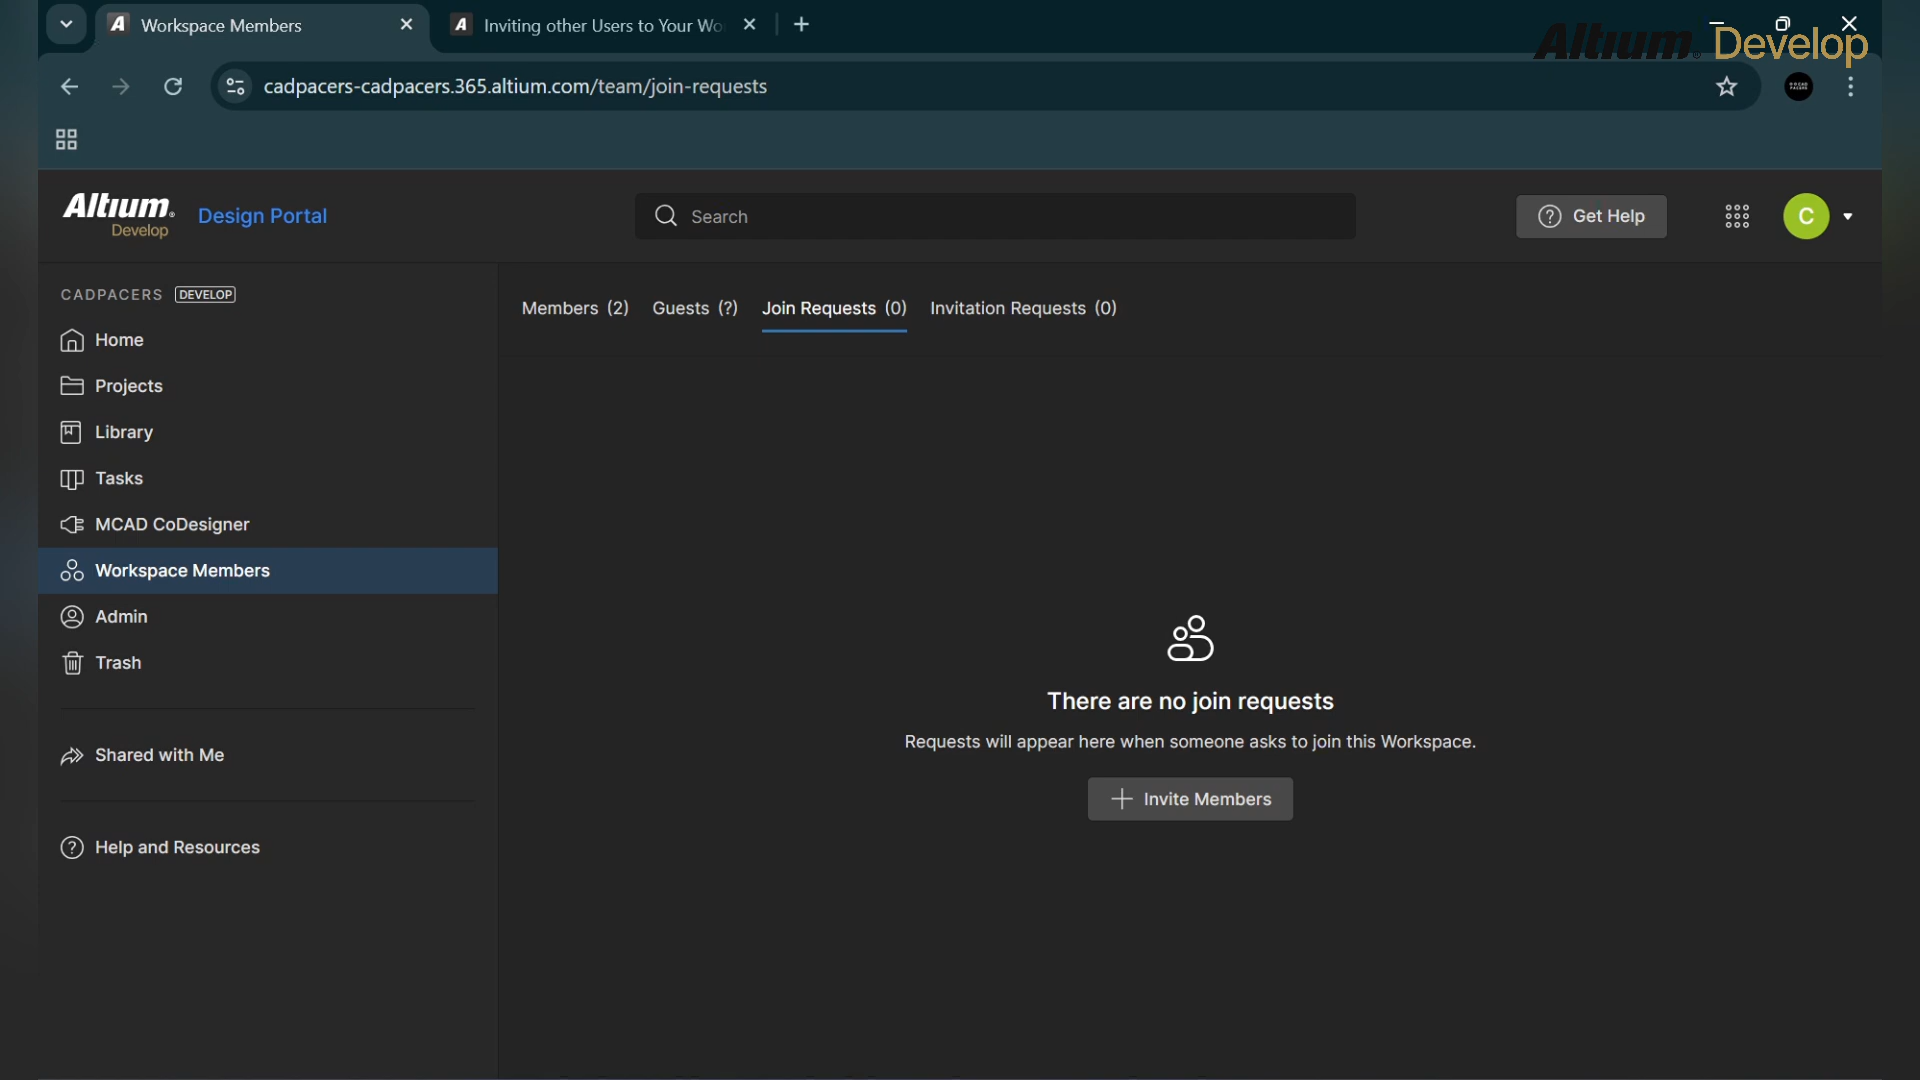 Workspace Members
Inviting other Users to Your Wo
Altium Develop
cadpacers-cadpacers.365.altium.com/team/join-requests
Altium
Develop
Design Portal
Search
Get Help
C
CADPACERS DEVELOP
Home
Projects
Library
Tasks
MCAD CoDesigner
Workspace Members
Admin
Trash
Shared with Me
Help and Resources
Members (2) Guests (?) Join Requests (0) Invitation Requests (0)
There are no join requests
Requests will appear here when someone asks to join this Workspace.
Invite Members